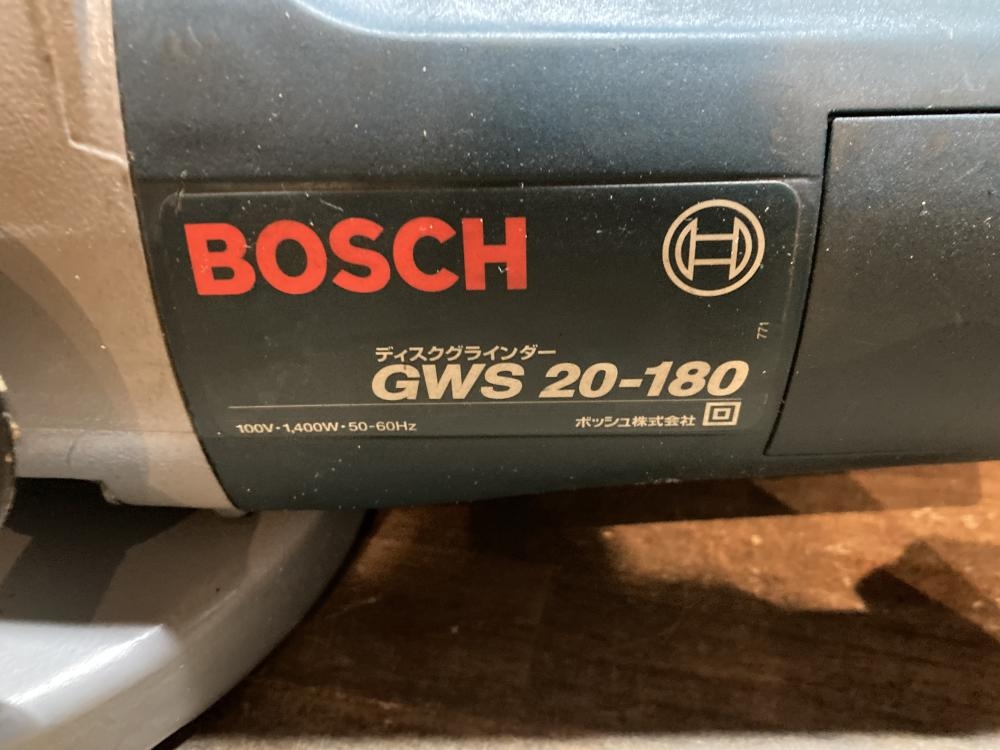 BOSCH
771
ディスクグラインダー
GWS 20-180
100V・1,400W・50-60Hz
ボッシュ株式会社